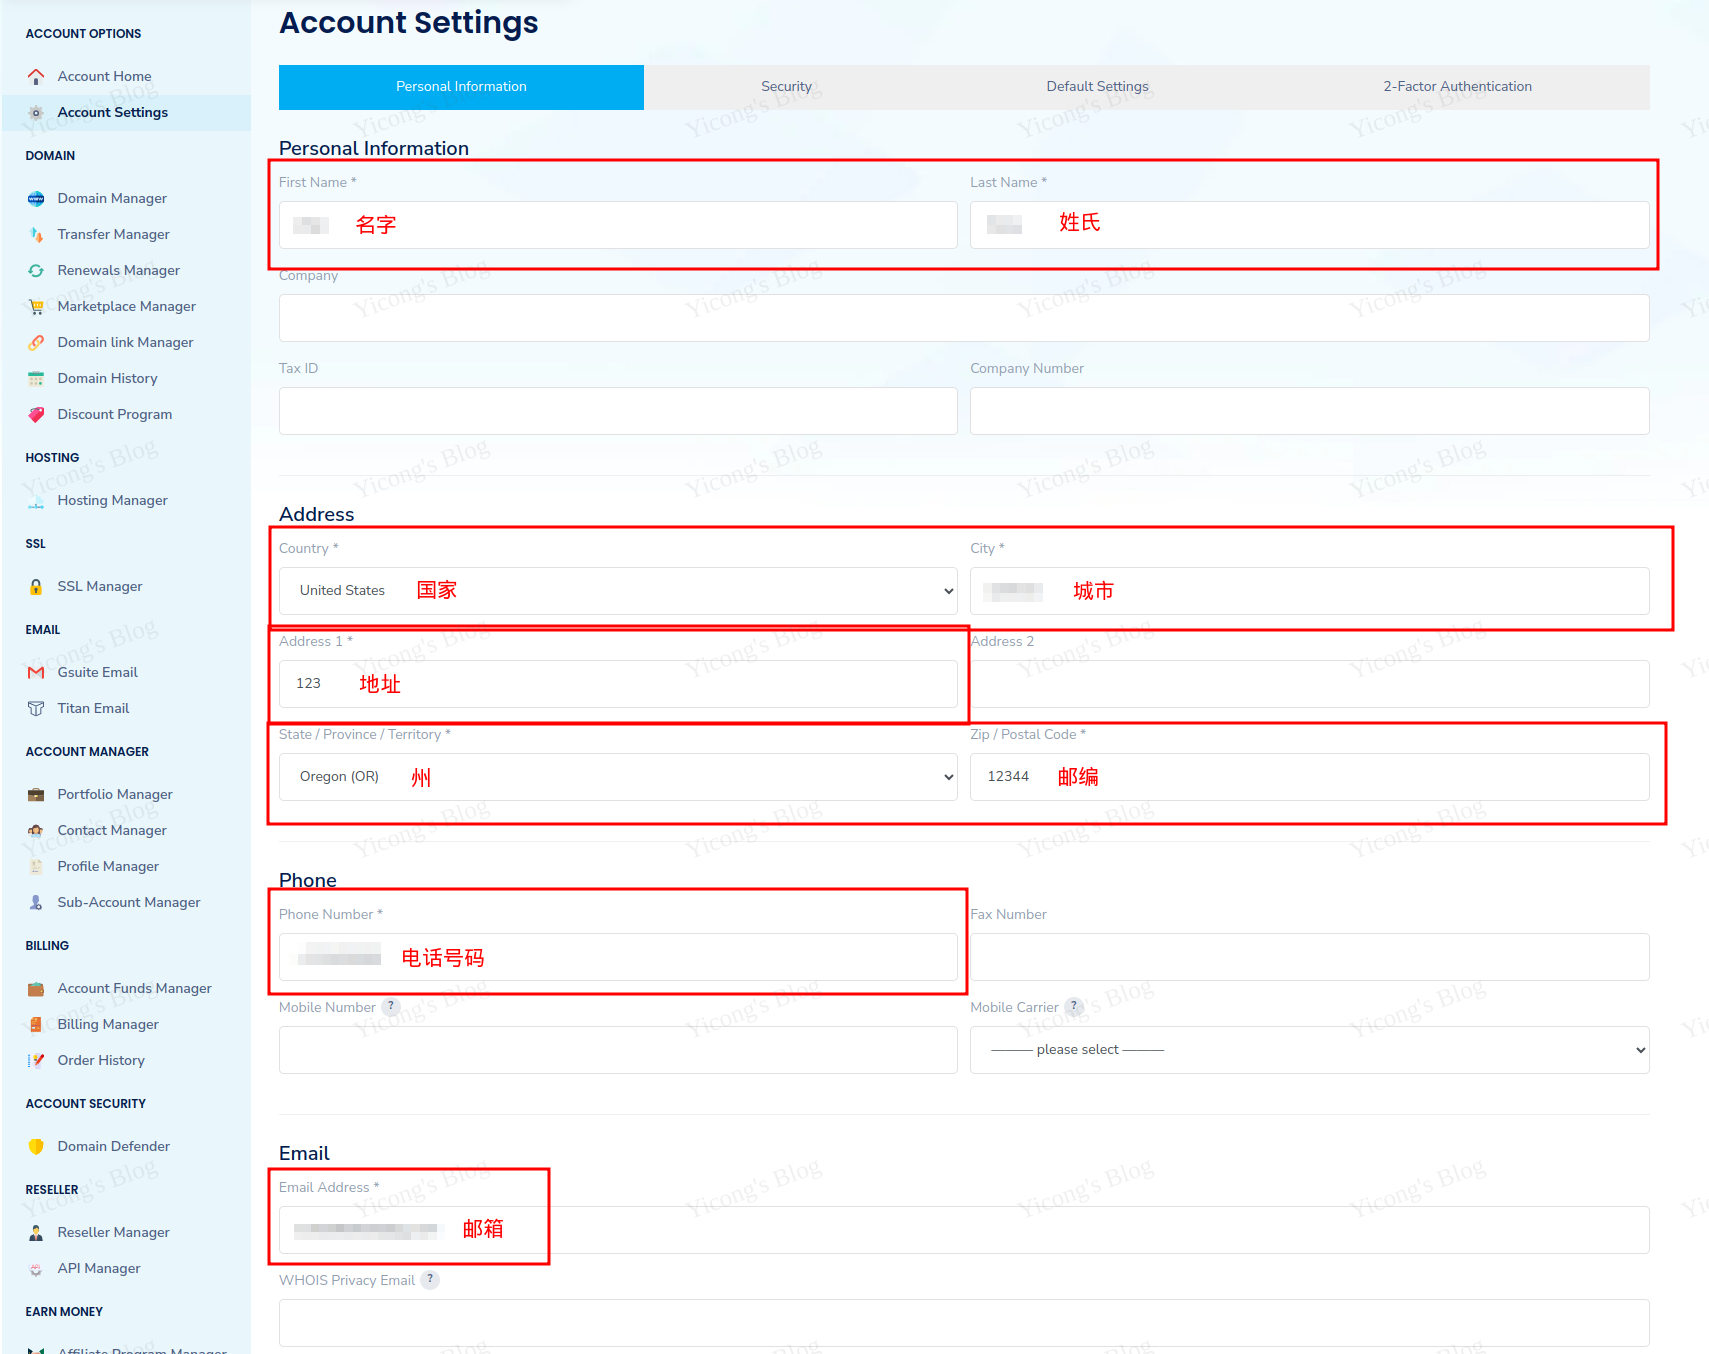 ACCOUNT OPTIONS
Account Home
Account Settings
DOMAIN
Domain Manager
Transfer Manager
Renewals Manager
Marketplace Manager
Domain link Manager
Domain History
Discount Program
HOSTING
Hosting Manager
SSL
SSL Manager
EMAIL
Gsuite Email
Titan Email
ACCOUNT MANAGER
Portfolio Manager
Contact Manager
Profile Manager
Sub-Account Manager
BILLING
Account Funds Manager
Billing Manager
Order History
ACCOUNT SECURITY
Domain Defender
RESELLER
Reseller Manager
API Manager
EARN MONEY
Affiliate Program Manager
Account Settings
Personal Information Security Default Settings 2-Factor Authentication
Personal Information
First Name * Last Name *
名字 姓氏
Company
Tax ID Company Number
Address
Country * City *
United States 国家 城市
Address 1 * Address 2
123 地址
State / Province / Territory * Zip / Postal Code *
Oregon (OR) 州 12344 邮编
Phone
Phone Number * Fax Number
电话号码
Mobile Number ? Mobile Carrier ?
——— please select ———
Email
Email Address *
邮箱
WHOIS Privacy Email ?
Yicong's Blog